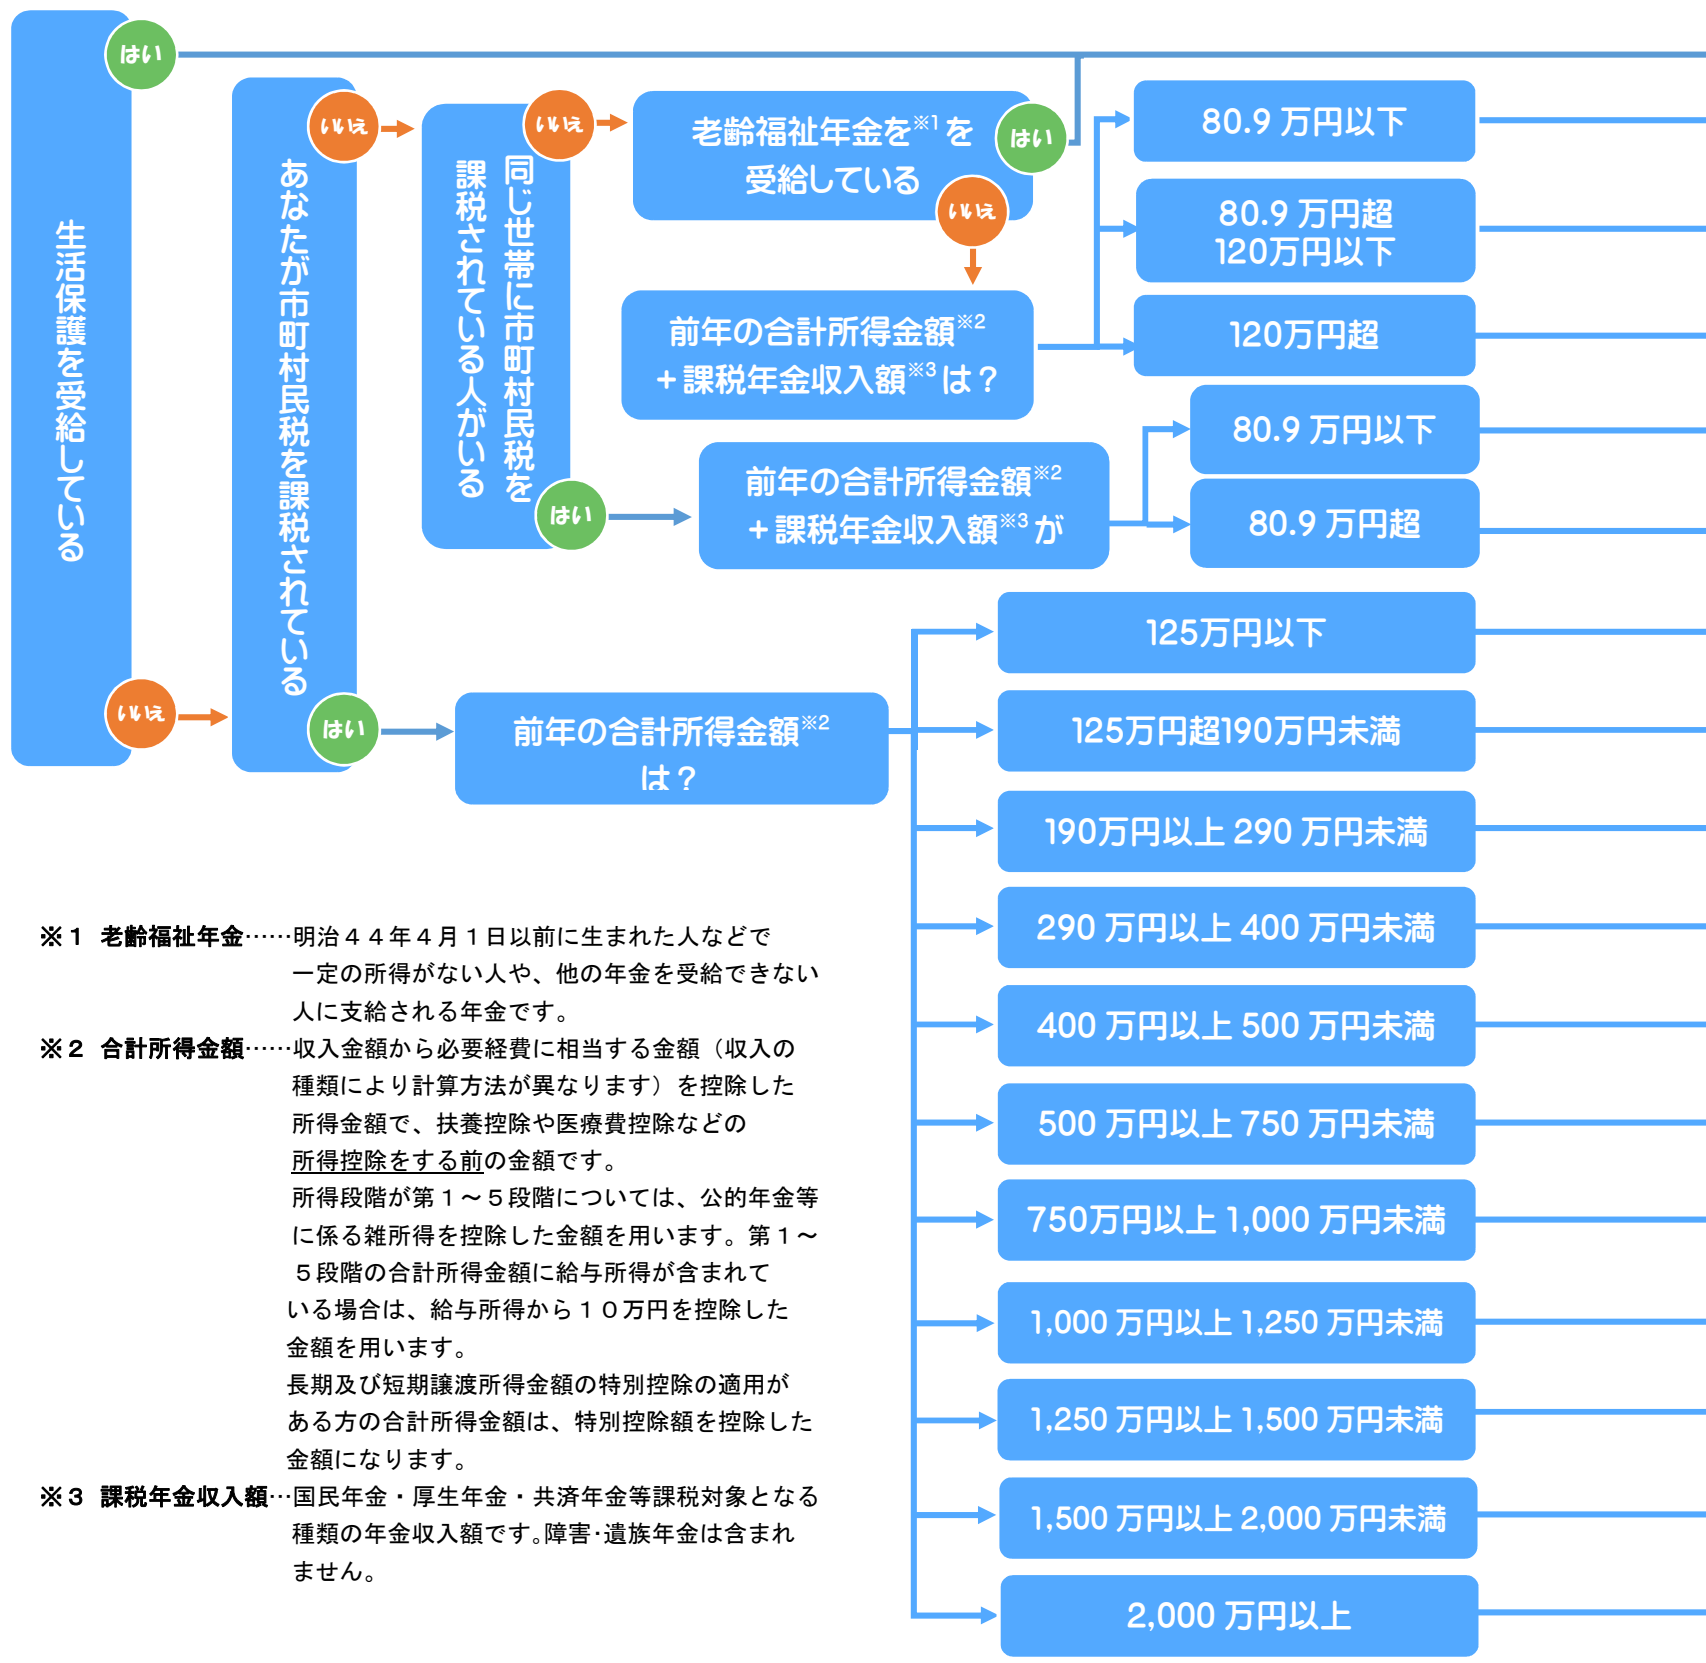 生活保護を受給している
はい
いいえ
あなたが市町村民税を課税されている
いいえ
はい
同じ世帯に市町村民税を
課税されている人がいる
いいえ
はい
老齢福祉年金を※1を
受給している
はい
いいえ
前年の合計所得金額※2
+課税年金収入額※3は？
80.9 万円以下
80.9 万円超
120万円以下
120万円超
前年の合計所得金額※2
+課税年金収入額※3が
80.9 万円以下
80.9 万円超
前年の合計所得金額※2
は？
125万円以下
125万円超190万円未満
190万円以上 290 万円未満
290 万円以上 400 万円未満
400 万円以上 500 万円未満
500 万円以上 750 万円未満
750万円以上 1,000 万円未満
1,000 万円以上 1,250 万円未満
1,250 万円以上 1,500 万円未満
1,500 万円以上 2,000 万円未満
2,000 万円以上
※１ 老齢福祉年金……明治４４年４月１日以前に生まれた人などで
一定の所得がない人や、他の年金を受給できない
人に支給される年金です。
※２ 合計所得金額……収入金額から必要経費に相当する金額（収入の
種類により計算方法が異なります）を控除した
所得金額で、扶養控除や医療費控除などの
所得控除をする前の金額です。
所得段階が第１～５段階については、公的年金等
に係る雑所得を控除した金額を用います。第１～
５段階の合計所得金額に給与所得が含まれて
いる場合は、給与所得から１０万円を控除した
金額を用います。
長期及び短期譲渡所得金額の特別控除の適用が
ある方の合計所得金額は、特別控除額を控除した
金額になります。
※３ 課税年金収入額…国民年金・厚生年金・共済年金等課税対象となる
種類の年金収入額です。障害・遺族年金は含まれ
ません。